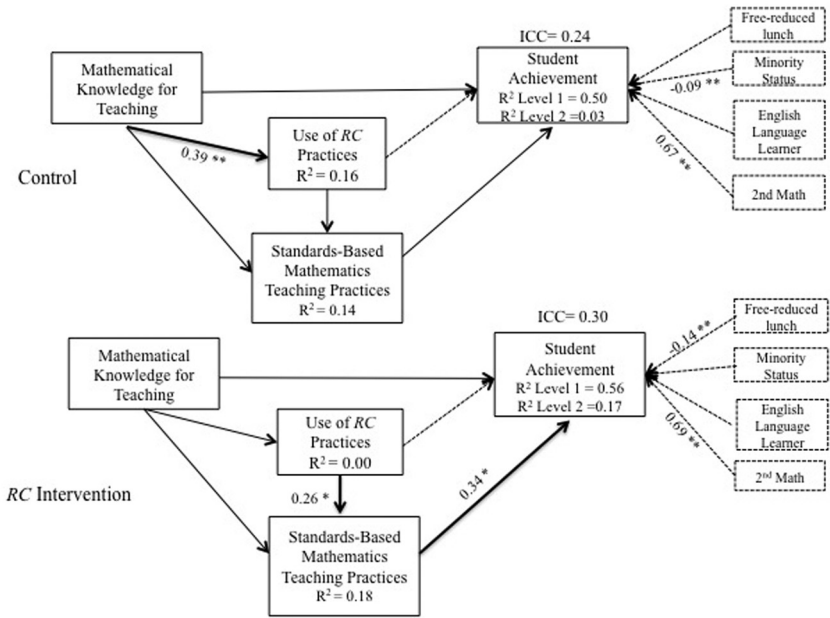 ICC= 0.24
Free-reduced
lunch
Mathematical
Knowledge for
Teaching
Student
Achievement
R² Level 1 = 0.50
R² Level 2 =0.03
-0.09 **
Minority
Status
English
Language
Learner
0.67 **
2nd Math
0.39 **
Use of RC
Practices
R² = 0.16
Control
Standards-Based
Mathematics
Teaching Practices
R² = 0.14
ICC= 0.30
Free-reduced
lunch
-0.14 **
Mathematical
Knowledge for
Teaching
Student
Achievement
R² Level 1 = 0.56
R² Level 2 =0.17
Minority
Status
English
Language
Learner
0.69 **
2nd Math
Use of RC
Practices
R² = 0.00
RC Intervention
0.26 *
0.34 *
Standards-Based
Mathematics
Teaching Practices
R² = 0.18